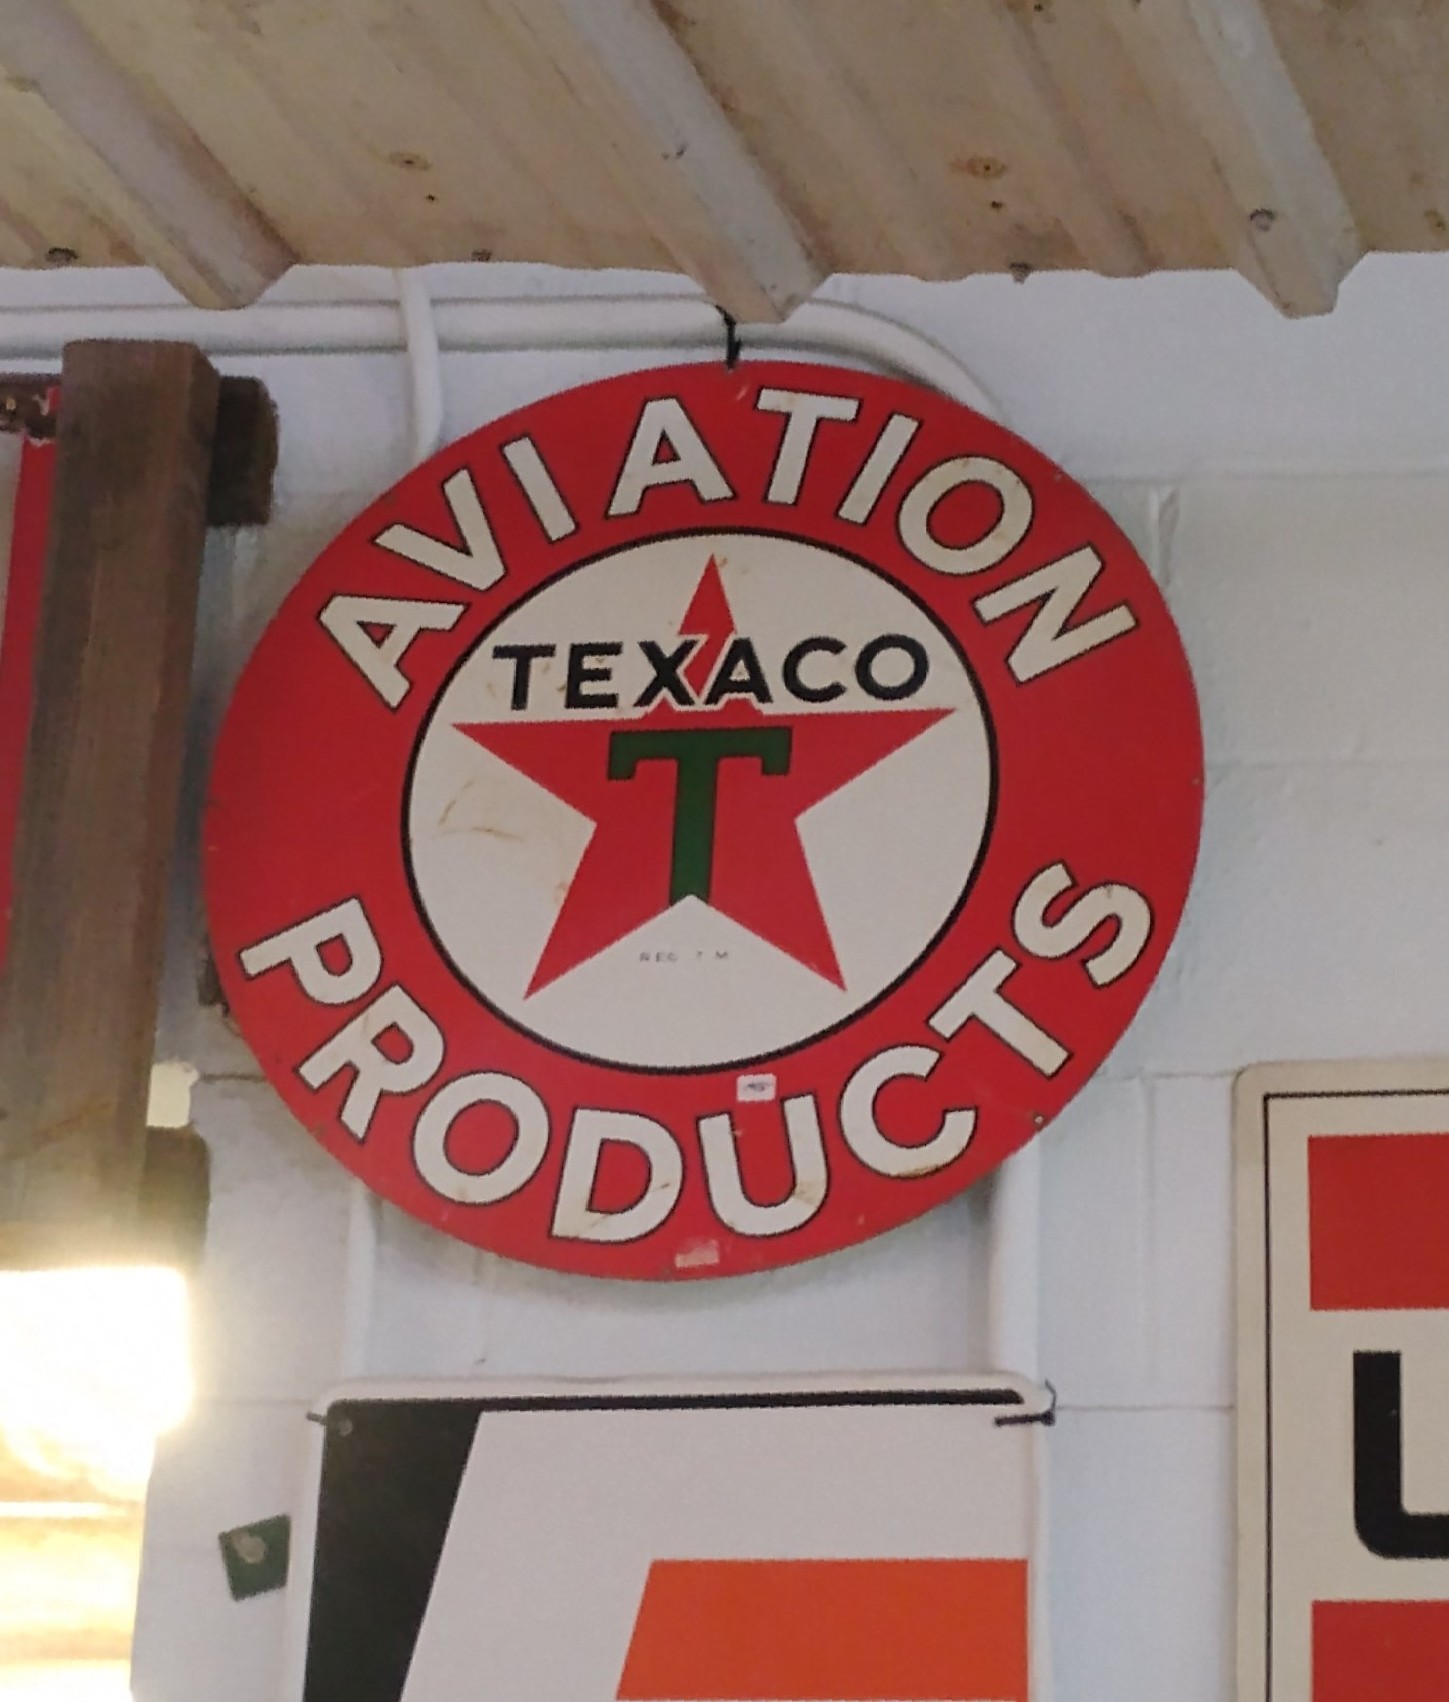 AVIATION
TEXACO
T
REG T M
PRODUCTS